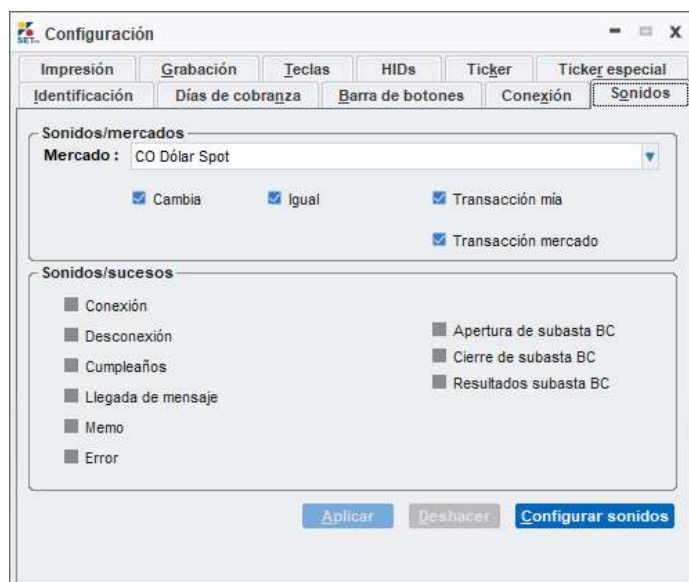 SET Configuración
Impresión Grabación Teclas HIDs Ticker Ticker especial
Identificación Días de cobranza Barra de botones Conexión Sonidos
Sonidos/mercados
Mercado : CO Dólar Spot
Cambia Igual Transacción mía
Transacción mercado
Sonidos/sucesos
Conexión
Desconexión Apertura de subasta BC
Cumpleaños Cierre de subasta BC
Llegada de mensaje Resultados subasta BC
Memo
Error
Aplicar Deshacer Configurar sonidos